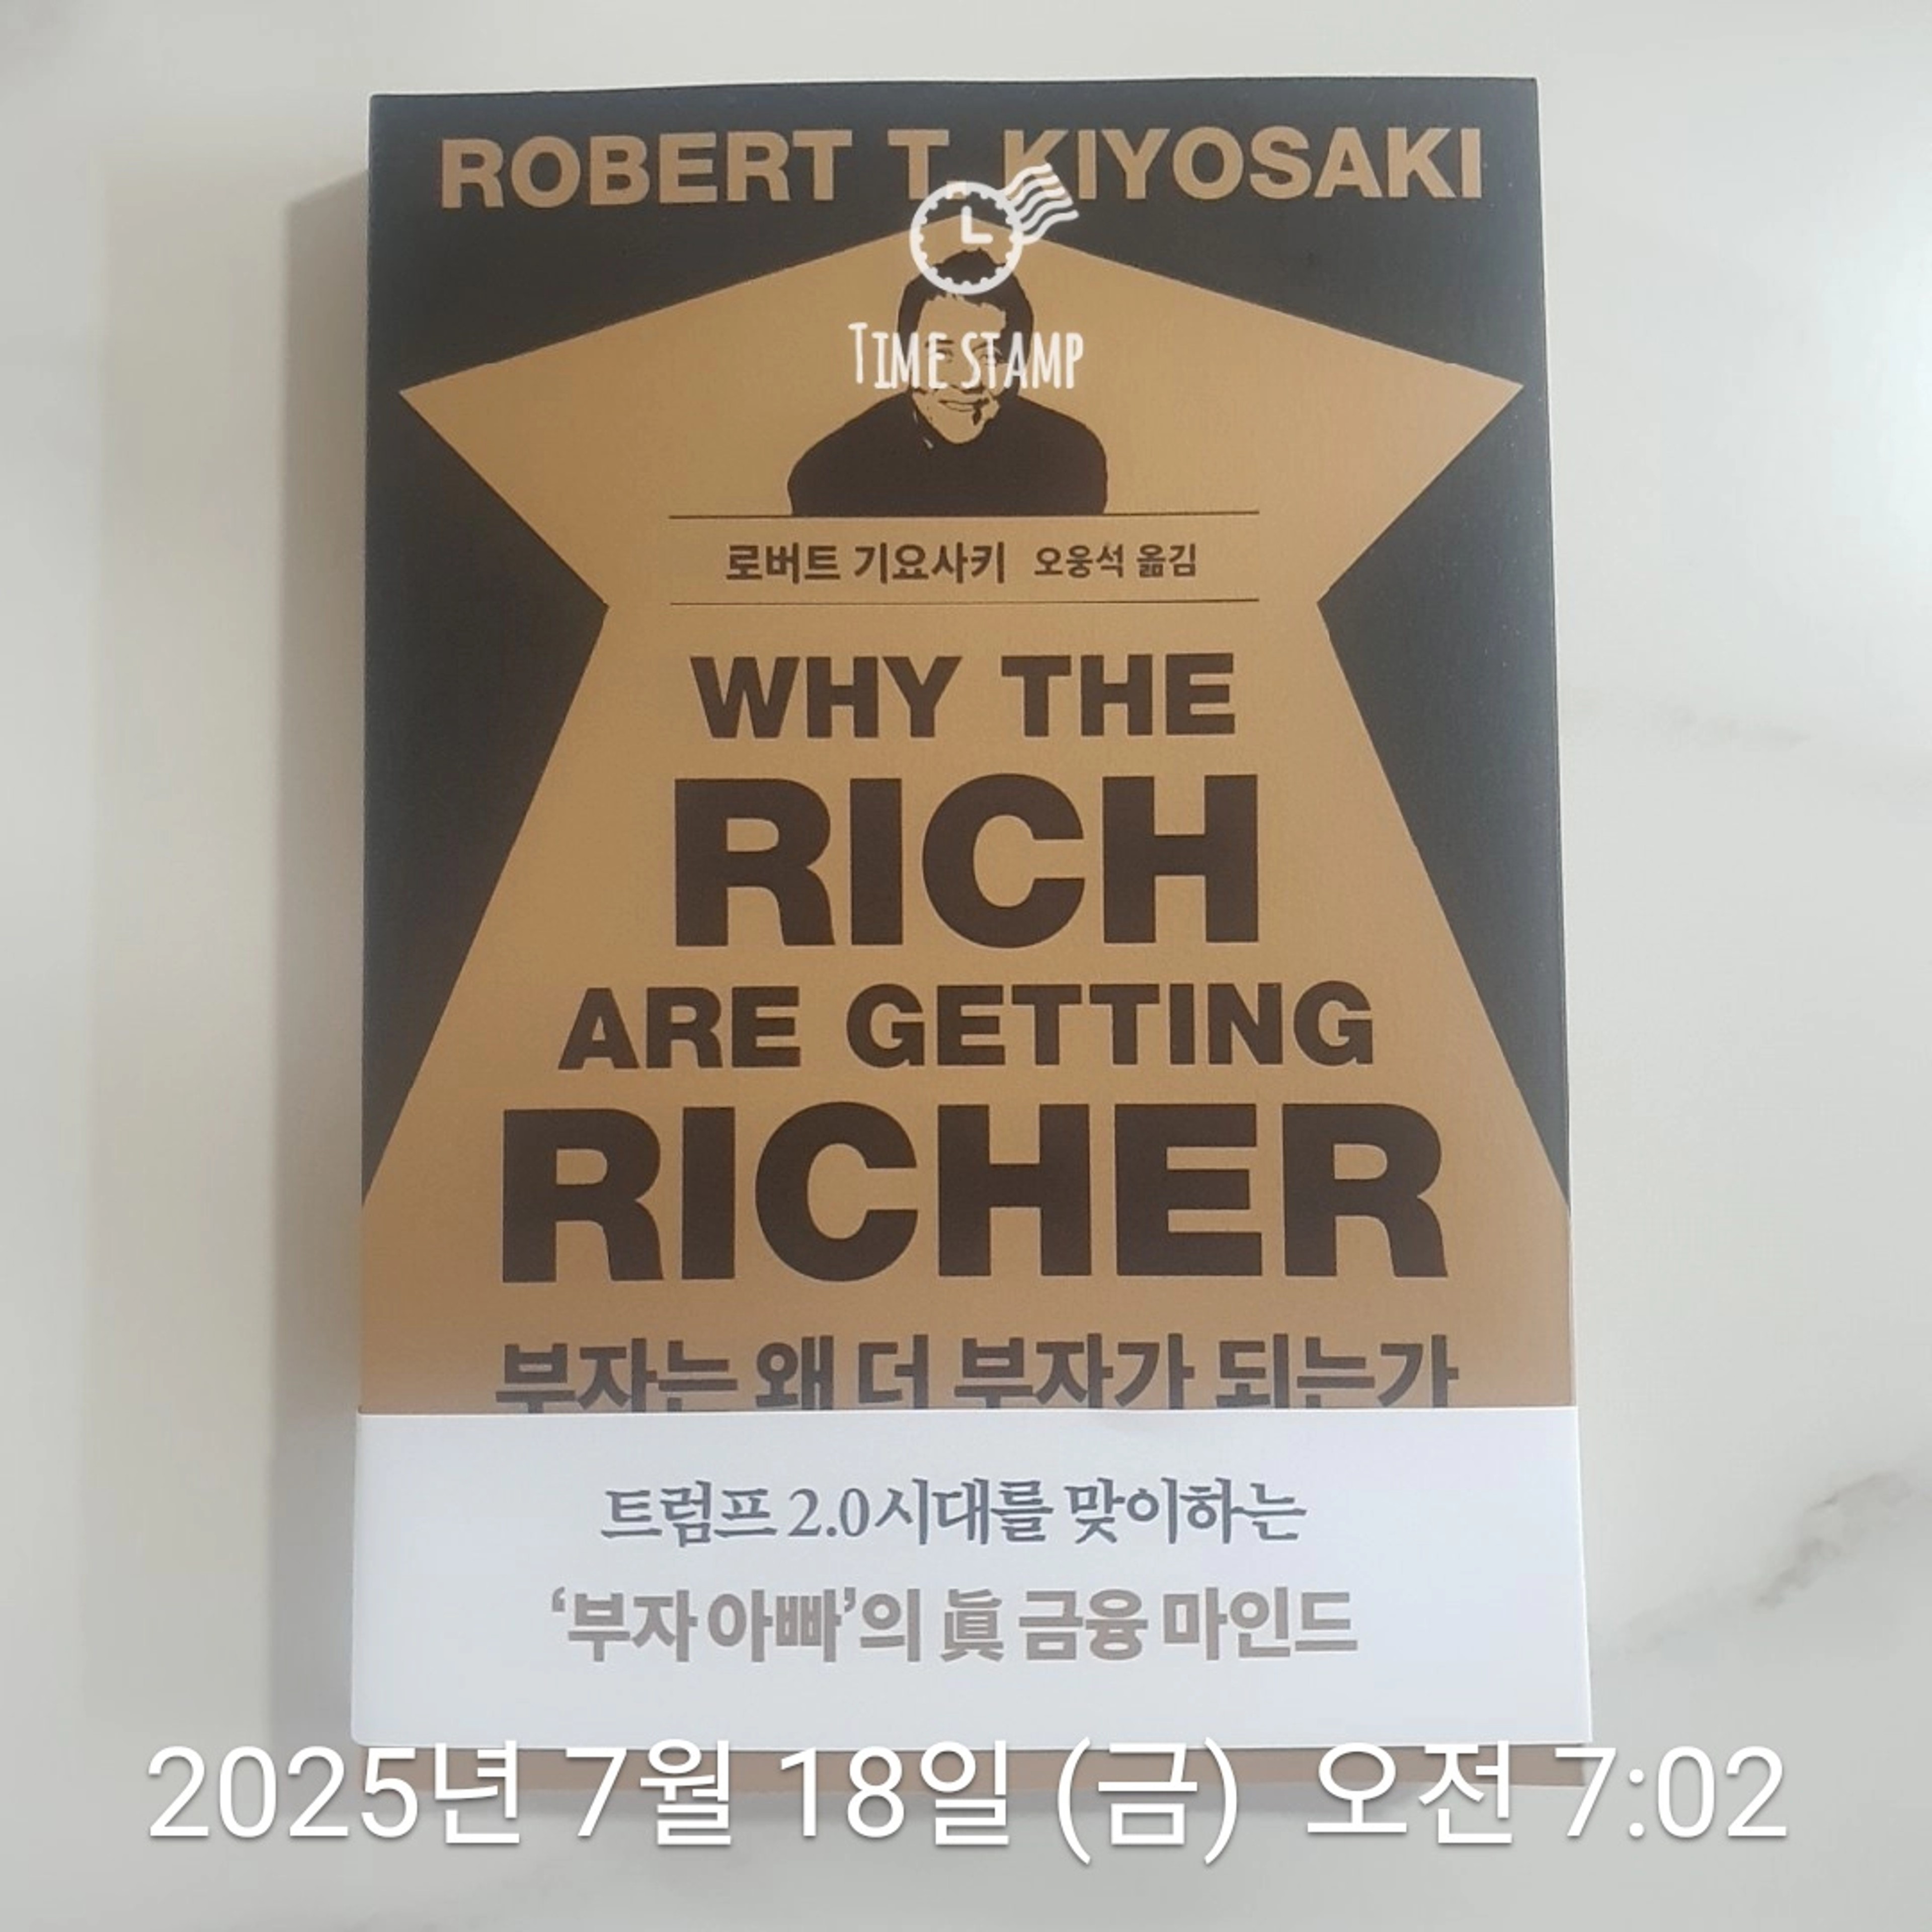 ROBERT T. KIYOSAKI
TIME STAMP
로버트 기요사키 오웅석 옮김
WHY THE
RICH
ARE GETTING
RICHER
부자는 왜 더 부자가 되는가
트럼프 2.0시대를 맞이하는
‘부자 아빠’의 眞 금융 마인드
2025년 7월 18일 (금) 오전 7:02